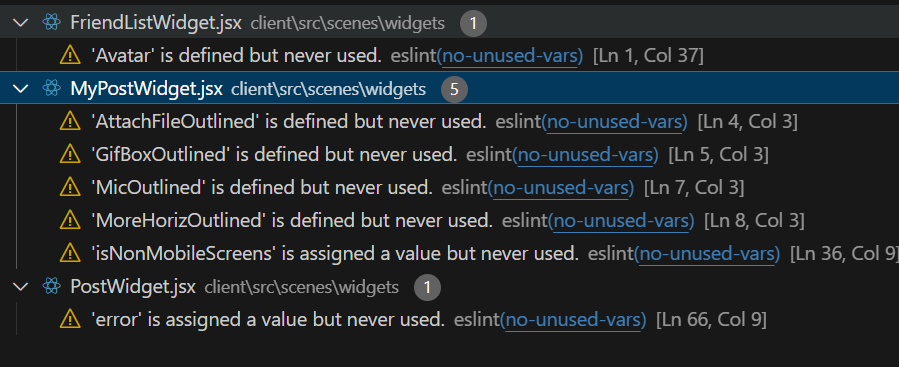 FriendListWidget.jsx client\src\scenes\widgets 1
'Avatar' is defined but never used. eslint(no-unused-vars) [Ln 1, Col 37]
MyPostWidget.jsx client\src\scenes\widgets 5
'AttachFileOutlined' is defined but never used. eslint(no-unused-vars) [Ln 4, Col 3]
'GifBoxOutlined' is defined but never used. eslint(no-unused-vars) [Ln 5, Col 3]
'MicOutlined' is defined but never used. eslint(no-unused-vars) [Ln 7, Col 3]
'MoreHorizOutlined' is defined but never used. eslint(no-unused-vars) [Ln 8, Col 3]
'isNonMobileScreens' is assigned a value but never used. eslint(no-unused-vars) [Ln 36, Col 9]
PostWidget.jsx client\src\scenes\widgets 1
'error' is assigned a value but never used. eslint(no-unused-vars) [Ln 66, Col 9]